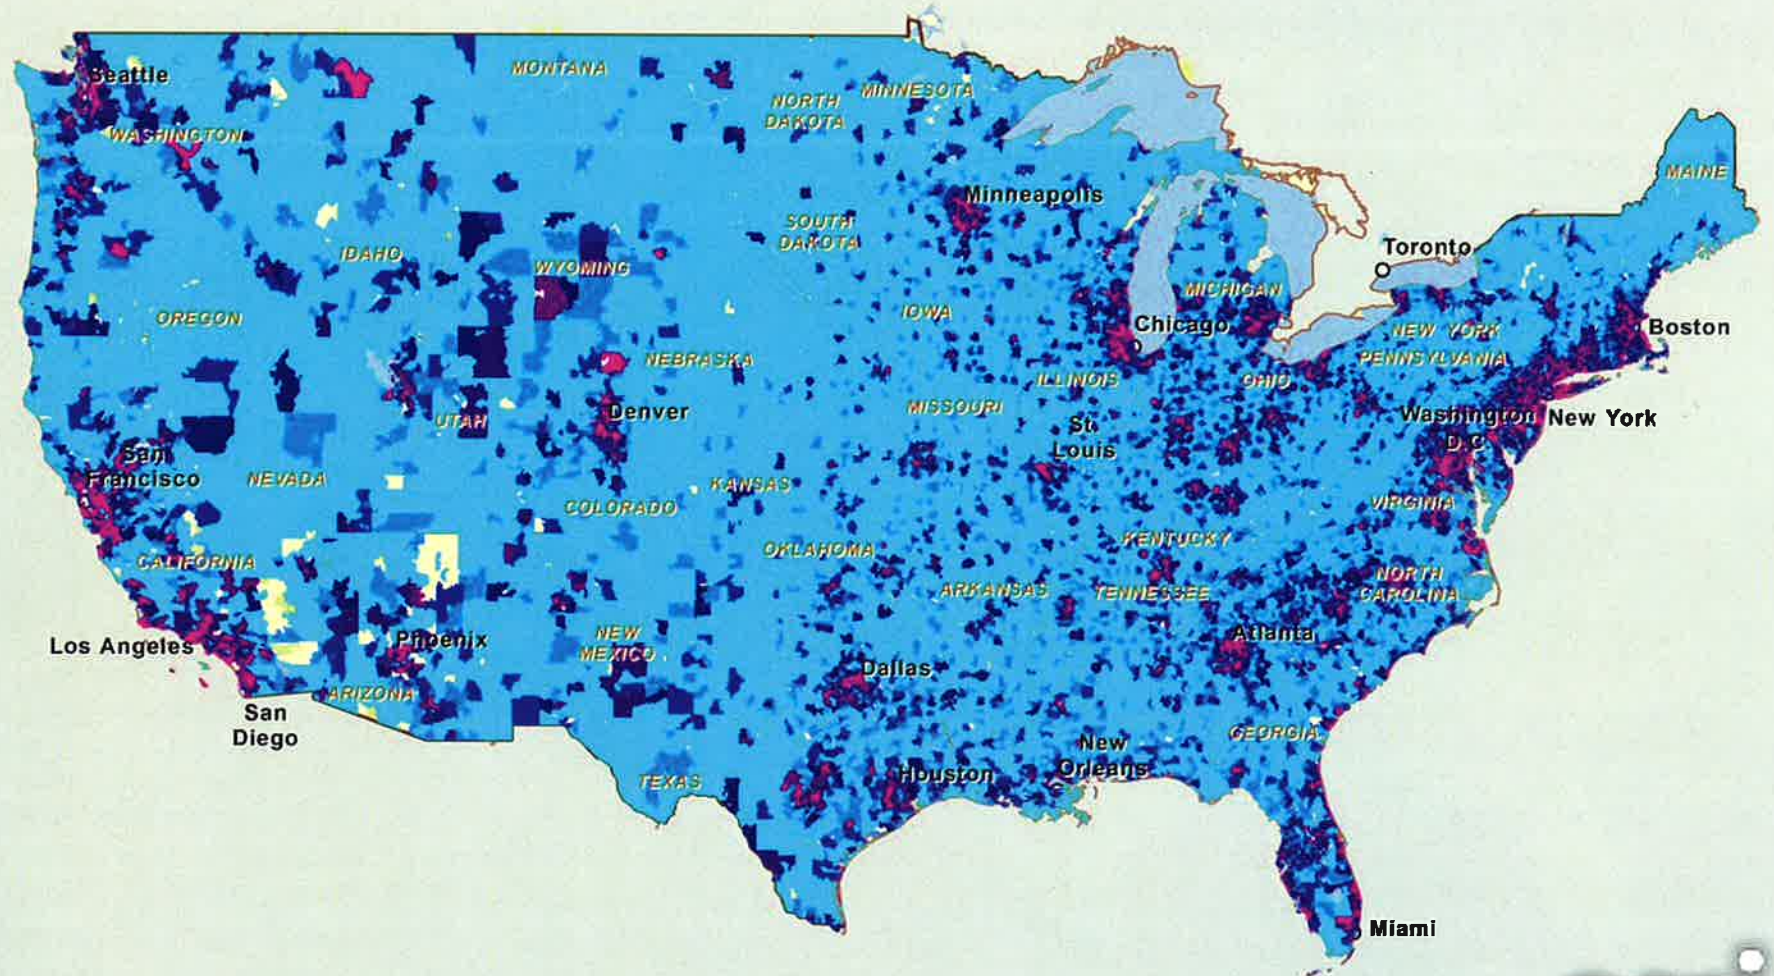 Seattle
MONTANA
MINNESOTA
NORTH
DAKOTA
WASHINGTON
MAINE
Minneapolis
SOUTH
DAKOTA
Toronto
IDAHO
WYOMING
MICHIGAN
OREGON
IOWA
Chicago
NEW YORK
Boston
NEBRASKA
PENNSYLVANIA
ILLINOIS
OHIO
Denver
UTAH
MISSOURI
Washington
D C
New York
St
Louis
San
Francisco
NEVADA
KANSAS
COLORADO
VIRGINIA
KENTUCKY
OKLAHOMA
CALIFORNIA
NORTH
CAROLINA
ARKANSAS
TENNESSEE
Los Angeles
Phoenix
NEW
MEXICO
Atlanta
Dallas
ARIZONA
San
Diego
GEORGIA
New
Orleans
Houston
TEXAS
Miami